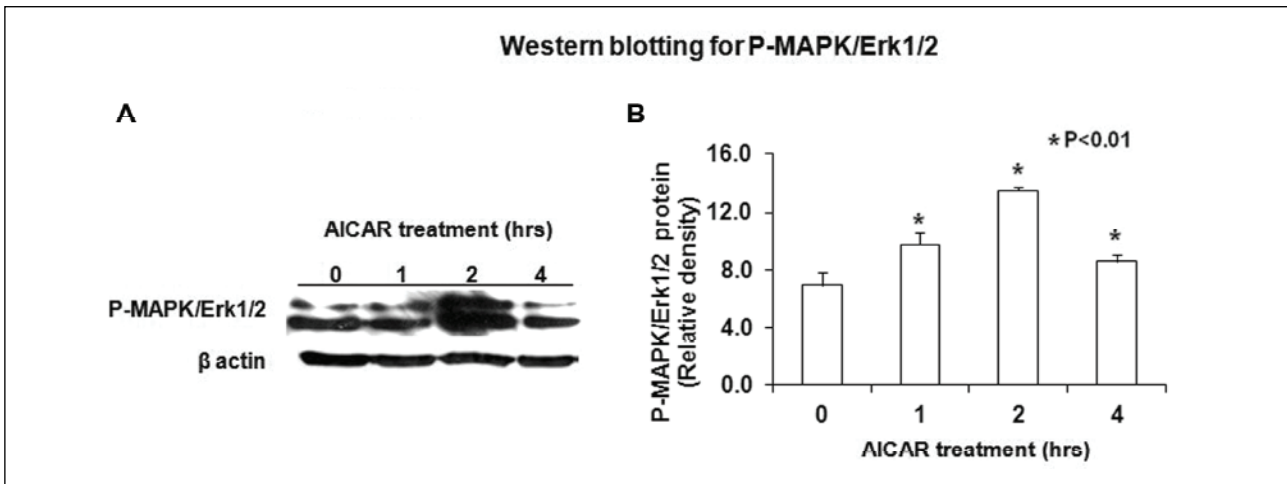 Western blotting for P-MAPK/Erk1/2
A
AICAR treatment (hrs)
0 1 2 4
P-MAPK/Erk1/2
β actin
B
* P<0.01
P-MAPK/Erk1/2 protein
(Relative density)
16.0
12.0
8.0
4.0
0.0
*
*
*
0 1 2 4
AICAR treatment (hrs)